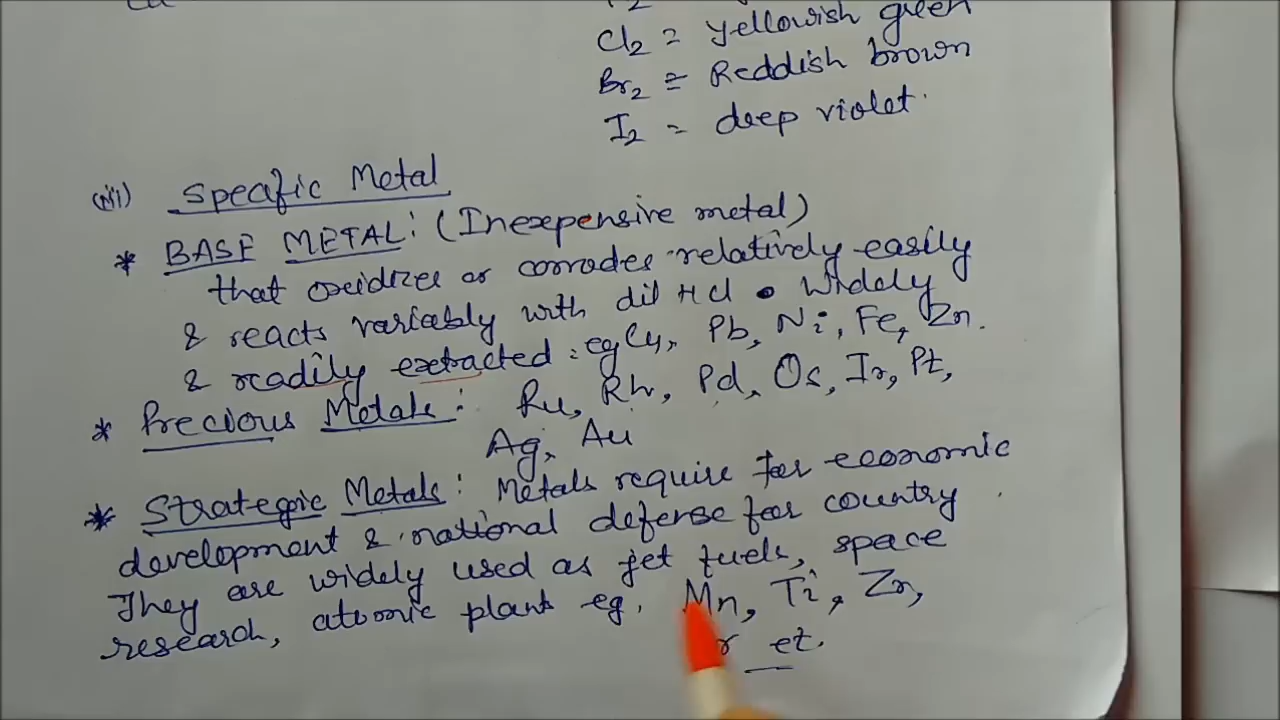 Cl2 = yellowish green
Br2 = Reddish brown
I2 = deep violet.
(vii) Specific Metal
* BASE METAL: (Inexpensive metal)
that oxidizes or corrodes relatively easily
& reacts variably with dil HCl. Widely
& readily extracted: eg Cu, Pb, Ni, Fe, Zn.
* Precious Metals: Ru, Rh, Pd, Os, Ir, Pt,
Ag, Au
* Strategic Metals: Metals require for economic
development & national defense for country.
They are widely used as jet fuels, space
research, atomic plant eg. Mn, Ti, Zr,
et.